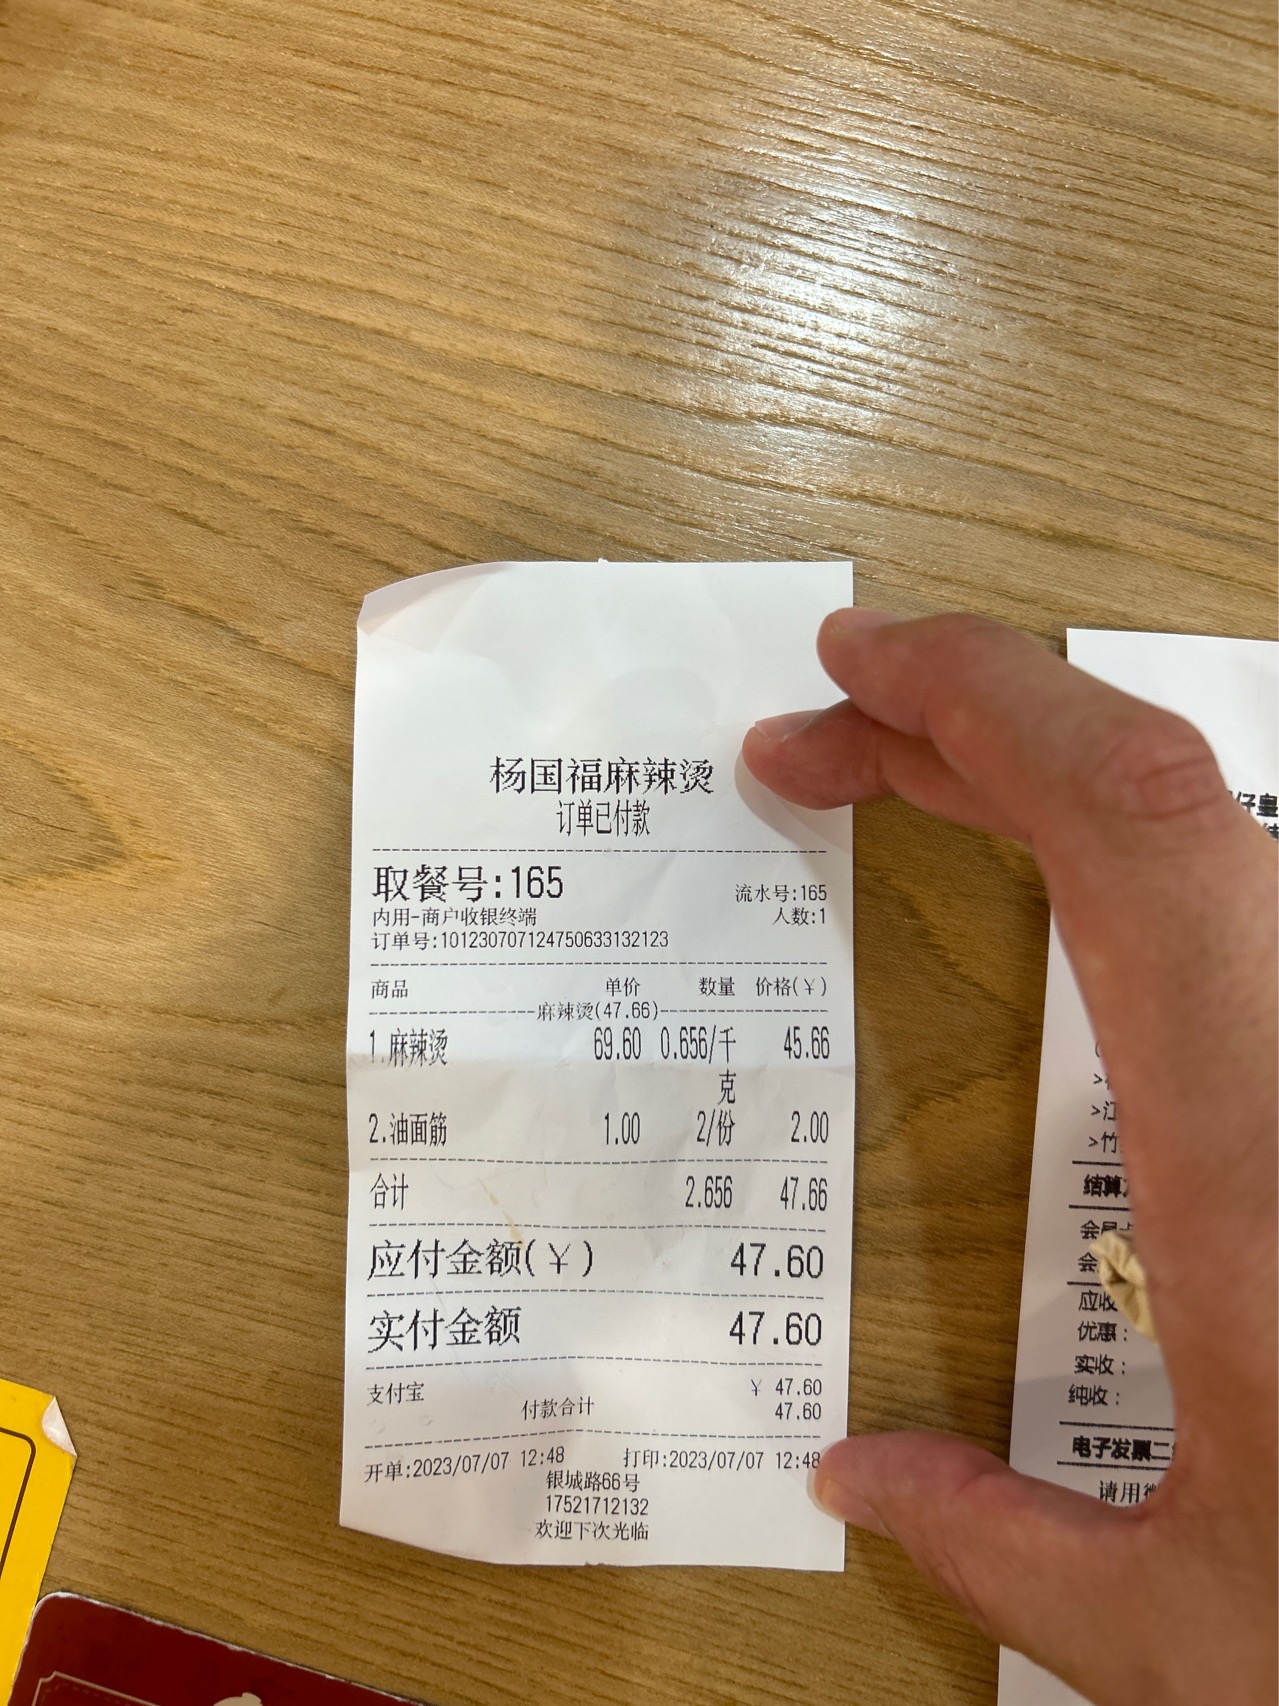 杨国福麻辣烫
订单已付款
取餐号:165
流水号:165
内用-商户收银终端
人数:1
订单号:101230707124750633132123
商品 单价 数量 价格(¥)
麻辣烫(47.66)
1.麻辣烫 69.60 0.656/千克 45.66
2.油面筋 1.00 2/份 2.00
合计 2.656 47.66
应付金额(¥) 47.60
实付金额 47.60
支付宝 ¥ 47.60
付款合计 47.60
开单:2023/07/07 12:48 打印:2023/07/07 12:48
银城路66号
17521712132
欢迎下次光临
仔皇
>江
>竹
结算
会员
会
应收
优惠:
实收:
纯收:
电子发票二
请用